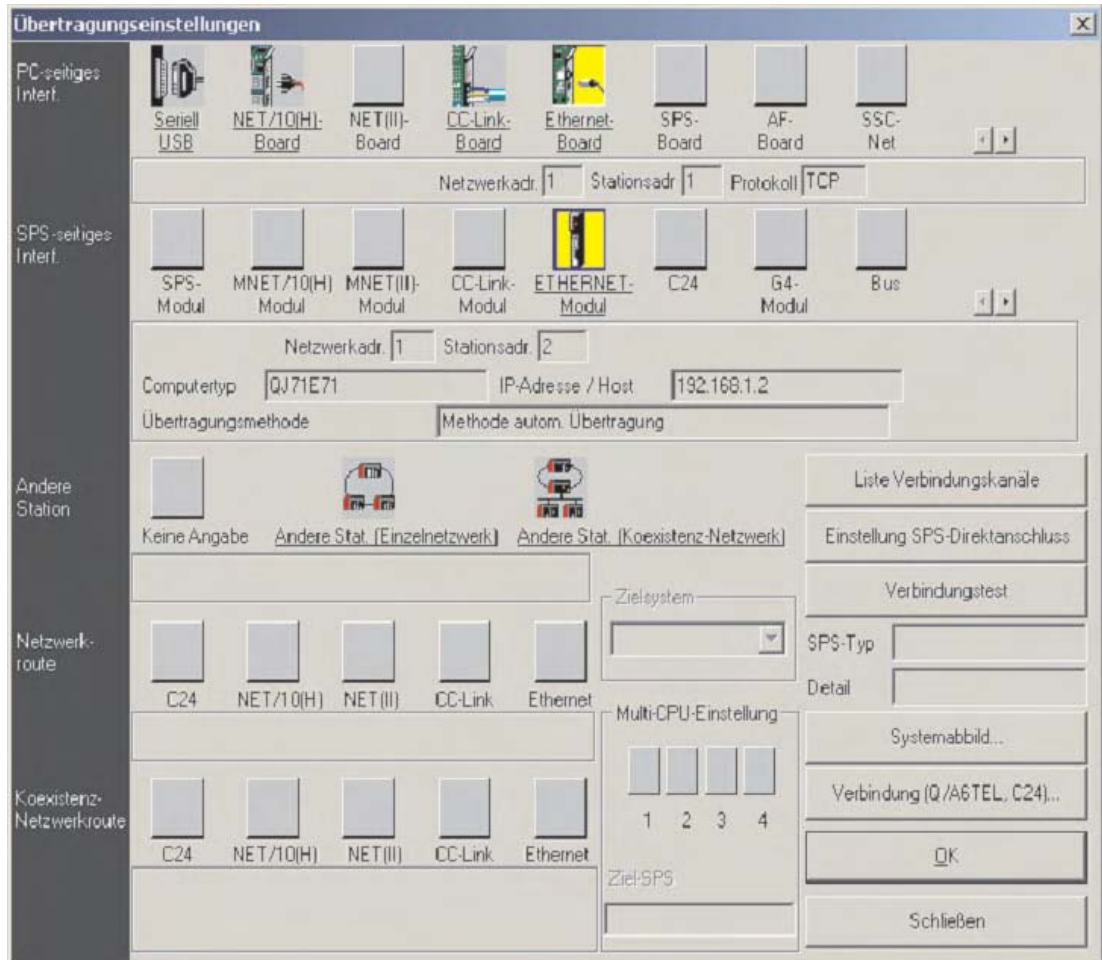 Übertragungseinstellungen
PC-seitiges
Interf.
Seriell
USB
NET/10(H)-
Board
NET(II)-
Board
CC-Link-
Board
Ethernet-
Board
SPS-
Board
AF-
Board
SSC-
Net
Netzwerkadr. 1 Stationsadr 1 Protokoll TCP
SPS-seitiges
Interf.
SPS-
Modul
MNET/10(H)
Modul
MNET(II)-
Modul
CC-Link-
Modul
ETHERNET-
Modul
C24
G4-
Modul
Bus
Netzwerkadr. 1 Stationsadr. 2
Computertyp QJ71E71 IP-Adresse / Host 192.168.1.2
Übertragungsmethode Methode autom. Übertragung
Andere
Station
Keine Angabe Andere Stat. (Einzelnetzwerk) Andere Stat. (Koexistenz-Netzwerk)
Liste Verbindungskanäle
Einstellung SPS-Direktanschluss
Verbindungstest
Zielsystem
SPS-Typ
Detail
Netzwerk-
route
C24 NET/10(H) NET(II) CC-Link Ethernet
Multi-CPU-Einstellung
1 2 3 4
Systemabbild...
Verbindung (Q/A6TEL, C24)...
Koexistenz-
Netzwerkroute
C24 NET/10(H) NET(II) CC-Link Ethernet
Ziel-SPS
OK
Schließen